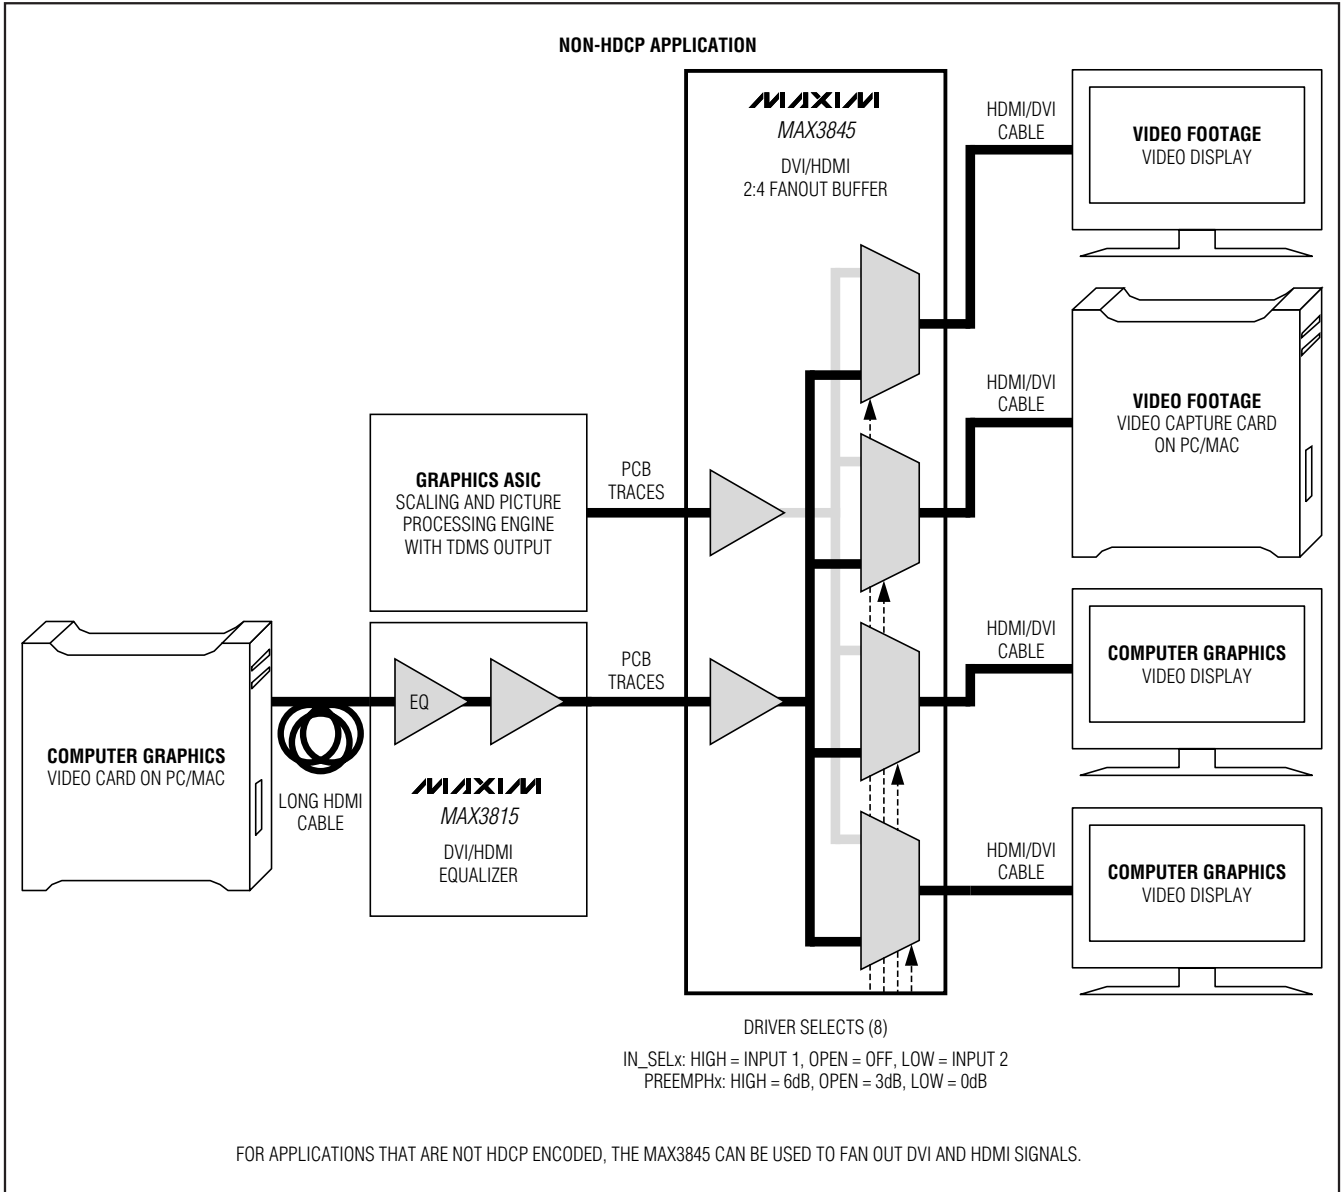 NON-HDCP APPLICATION
MAXIM
MAX3845
DVI/HDMI
2:4 FANOUT BUFFER
HDMI/DVI
CABLE
VIDEO FOOTAGE
VIDEO DISPLAY
HDMI/DVI
CABLE
VIDEO FOOTAGE
VIDEO CAPTURE CARD
ON PC/MAC
GRAPHICS ASIC
SCALING AND PICTURE
PROCESSING ENGINE
WITH TDMS OUTPUT
PCB
TRACES
HDMI/DVI
CABLE
COMPUTER GRAPHICS
VIDEO DISPLAY
PCB
TRACES
EQ
COMPUTER GRAPHICS
VIDEO CARD ON PC/MAC
LONG HDMI
CABLE
MAXIM
MAX3815
DVI/HDMI
EQUALIZER
HDMI/DVI
CABLE
COMPUTER GRAPHICS
VIDEO DISPLAY
DRIVER SELECTS (8)
IN_SELx: HIGH = INPUT 1, OPEN = OFF, LOW = INPUT 2
PREEMPHx: HIGH = 6dB, OPEN = 3dB, LOW = 0dB
FOR APPLICATIONS THAT ARE NOT HDCP ENCODED, THE MAX3845 CAN BE USED TO FAN OUT DVI AND HDMI SIGNALS.